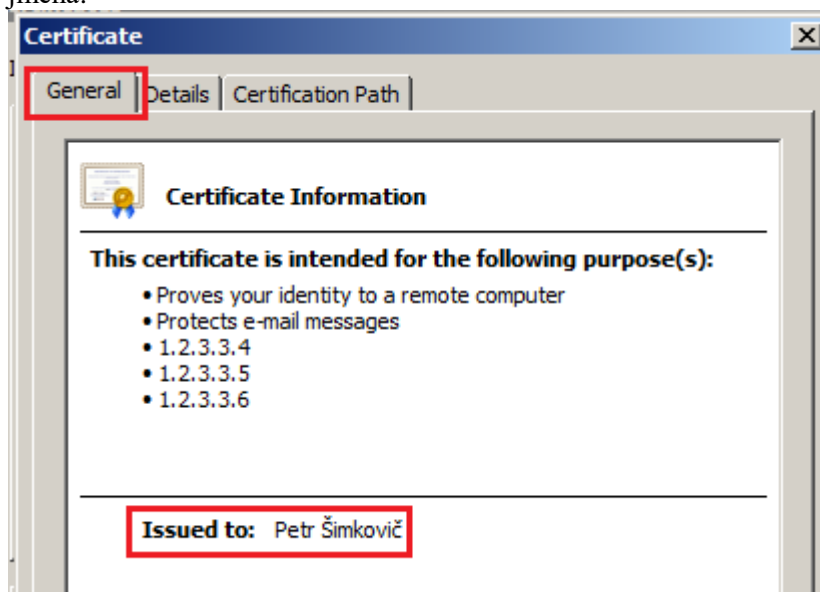 jména:
Certificate
General Details Certification Path
Certificate Information
This certificate is intended for the following purpose(s):
• Proves your identity to a remote computer
• Protects e-mail messages
• 1.2.3.3.4
• 1.2.3.3.5
• 1.2.3.3.6
Issued to: Petr Šimkovič